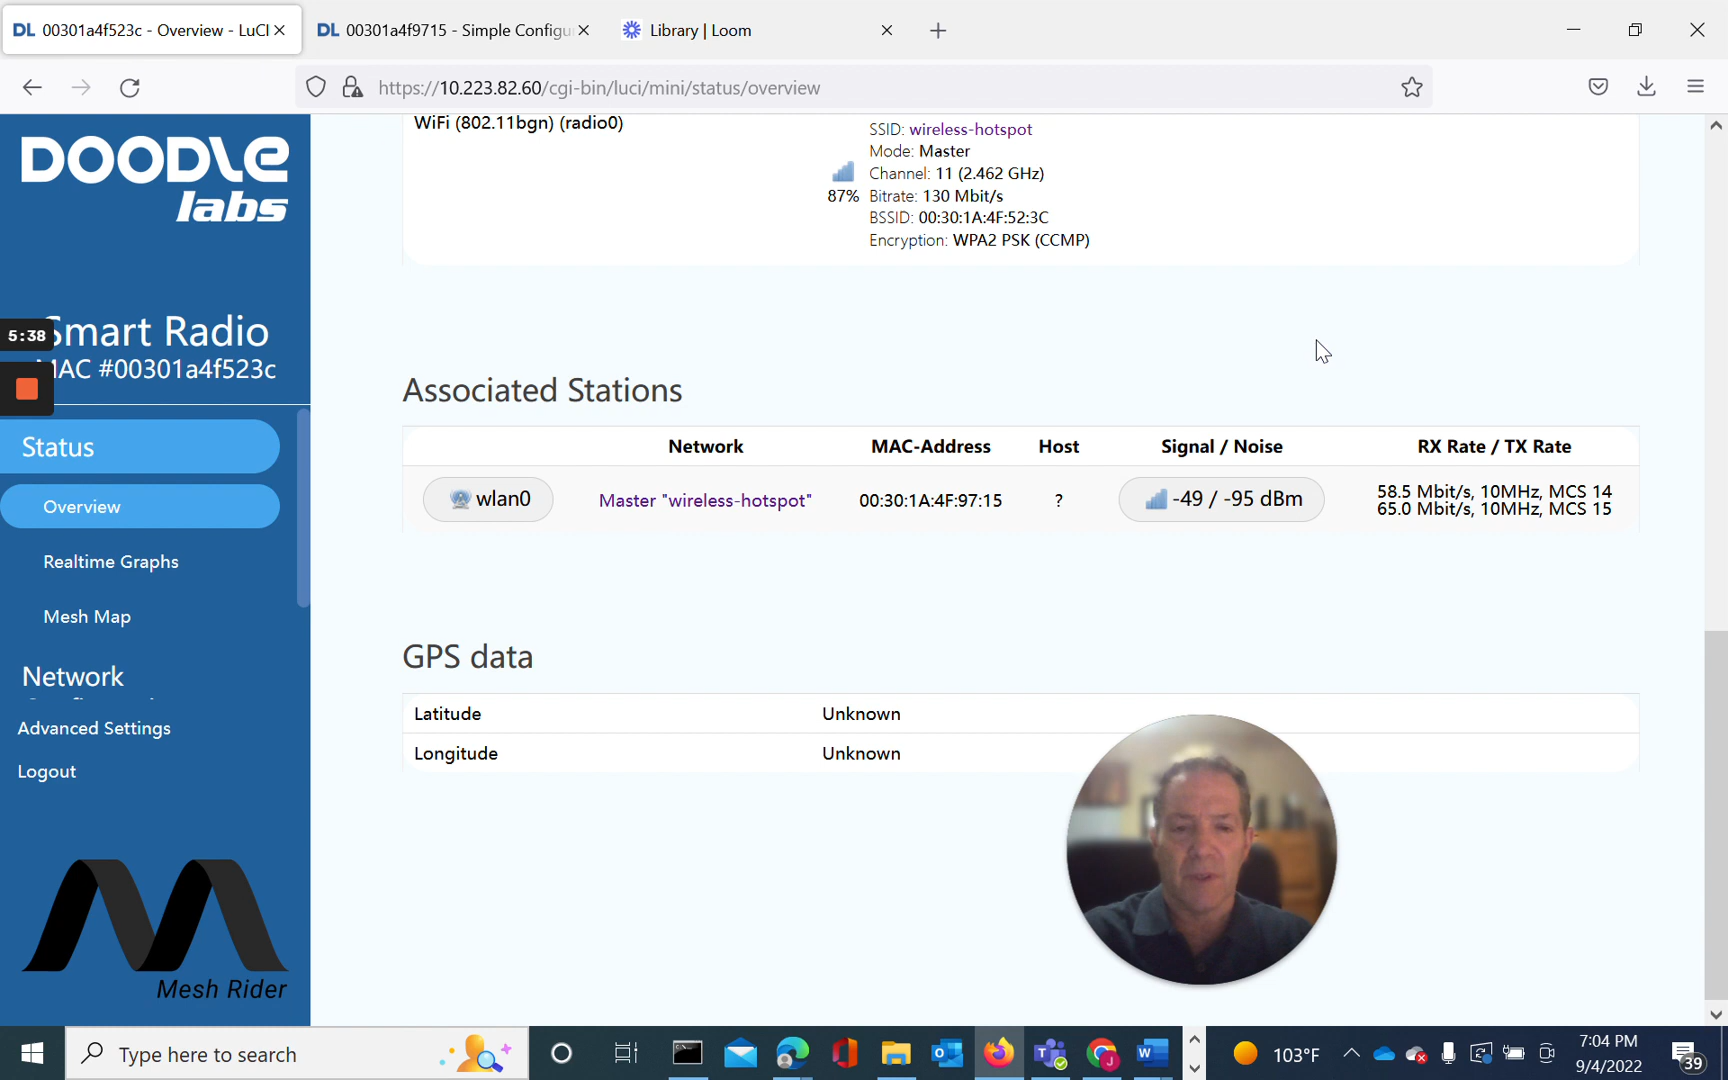 DL 00301a4f523c - Overview - LuCI
DL 00301a4f9715 - Simple Configu
Library | Loom
https://10.223.82.60/cgi-bin/luci/mini/status/overview
DOODLE
labs
Smart Radio
MAC #00301a4f523c
5:38
Status
Overview
Realtime Graphs
Mesh Map
Network
Advanced Settings
Logout
Mesh Rider
WiFi (802.11bgn) (radio0)
87%
SSID: wireless-hotspot
Mode: Master
Channel: 11 (2.462 GHz)
Bitrate: 130 Mbit/s
BSSID: 00:30:1A:4F:52:3C
Encryption: WPA2 PSK (CCMP)
Associated Stations
Network MAC-Address Host Signal / Noise RX Rate / TX Rate
wlan0 Master "wireless-hotspot" 00:30:1A:4F:97:15 ? -49 / -95 dBm 58.5 Mbit/s, 10MHz, MCS 14
65.0 Mbit/s, 10MHz, MCS 15
GPS data
Latitude Unknown
Longitude Unknown
Type here to search
103°F
7:04 PM
9/4/2022
39